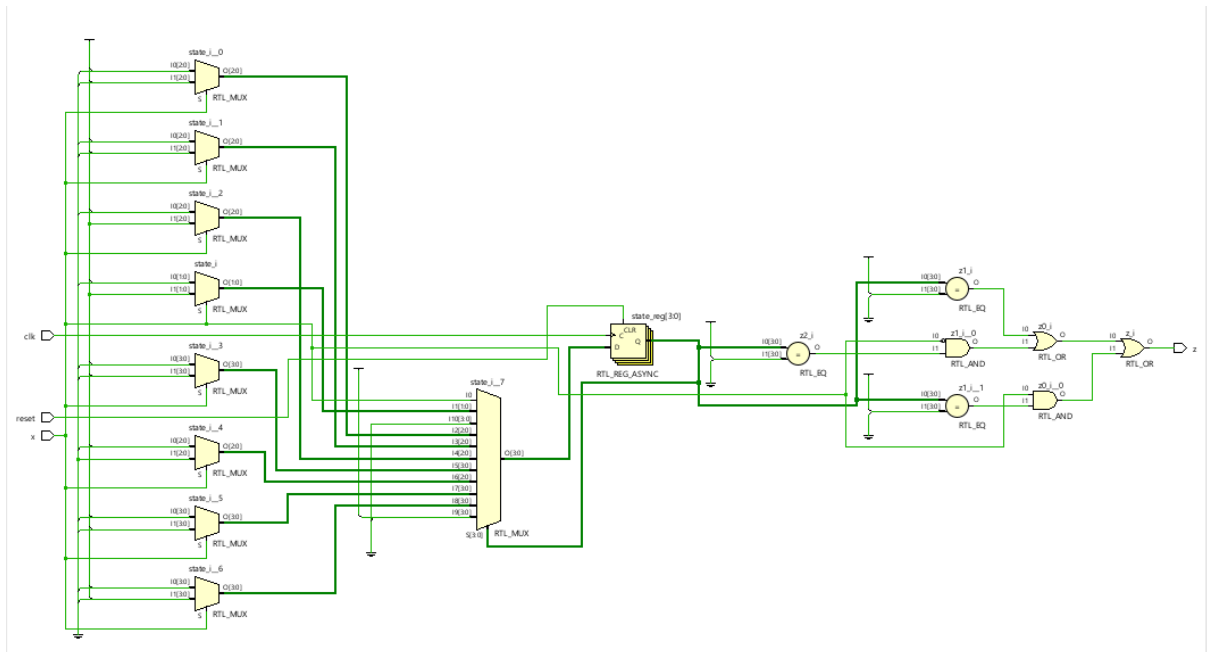 state_i__0
I0[2:0]
I1[2:0]
O[2:0]
S
RTL_MUX
state_i__1
I0[2:0]
I1[2:0]
O[2:0]
S
RTL_MUX
state_i__2
I0[2:0]
I1[2:0]
O[2:0]
S
RTL_MUX
state_i
I0[1:0]
I1[1:0]
O[1:0]
S
RTL_MUX
clk
state_i__3
I0[3:0]
I1[3:0]
O[3:0]
S
RTL_MUX
reset
x
state_i__4
I0[2:0]
I1[2:0]
O[2:0]
S
RTL_MUX
state_i__5
I0[3:0]
I1[3:0]
O[3:0]
S
RTL_MUX
state_i__6
I0[3:0]
I1[3:0]
O[3:0]
S
RTL_MUX
state_i__7
I0
I1[1:0]
I10[3:0]
I2[2:0]
I3[2:0]
I4[2:0]
I5[3:0]
I6[2:0]
I7[3:0]
I8[3:0]
I9[3:0]
O[3:0]
S[3:0]
RTL_MUX
state_reg[3:0]
CLR
C
D
Q
RTL_REG_ASYNC
z2_i
I0[3:0]
I1[3:0]
O
=
RTL_EQ
z1_i
I0[3:0]
I1[3:0]
O
=
RTL_EQ
z1_i__0
I0
I1
O
RTL_AND
z1_i__1
I0[3:0]
I1[3:0]
O
=
RTL_EQ
z0_i
I0
I1
O
RTL_OR
z0_i__0
I0
I1
O
RTL_AND
z_i
I0
I1
O
RTL_OR
z